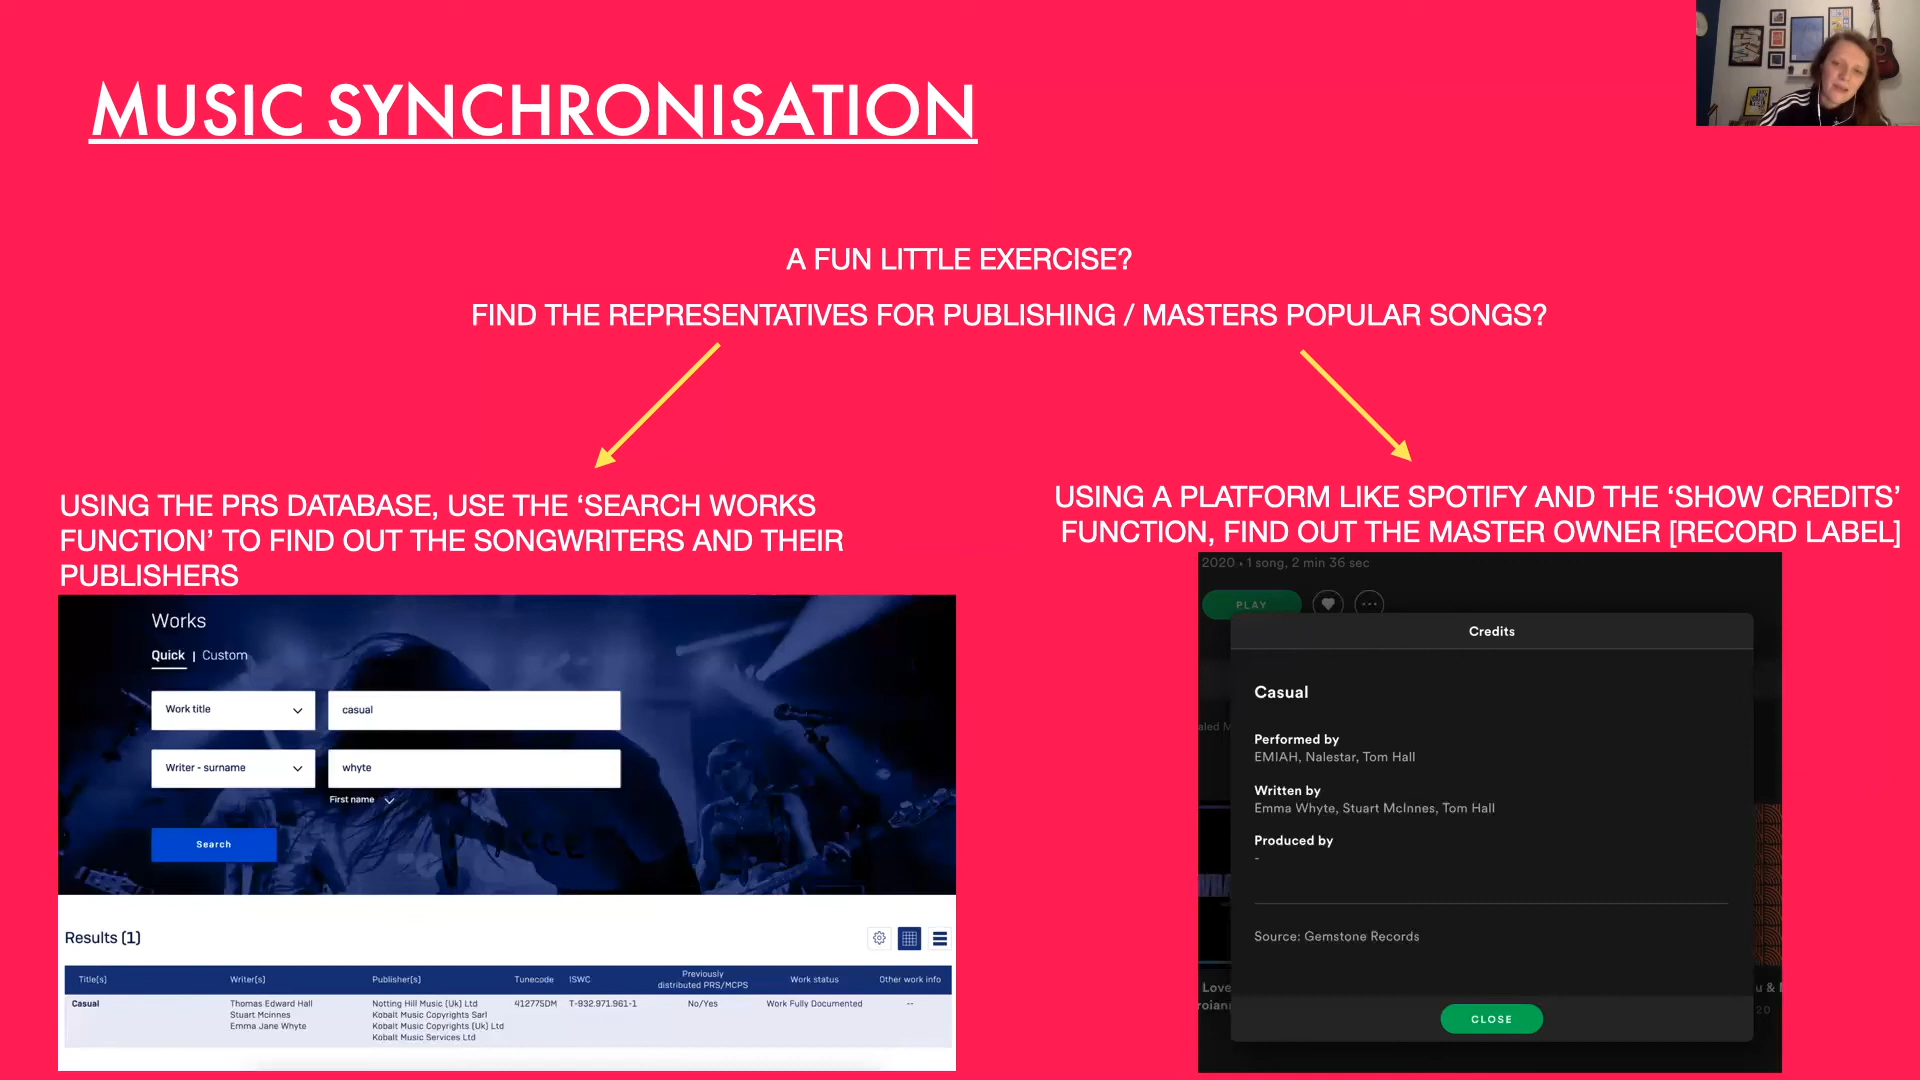 MUSIC SYNCHRONISATION
A FUN LITTLE EXERCISE?
FIND THE REPRESENTATIVES FOR PUBLISHING / MASTERS POPULAR SONGS?
USING THE PRS DATABASE, USE THE ‘SEARCH WORKS
FUNCTION’ TO FIND OUT THE SONGWRITERS AND THEIR
PUBLISHERS
Works
Quick | Custom
Work title casual
Writer - surname whyte
First name
Search
Results (1)
Title(s) Writer(s) Publisher(s) Tunecode ISWC Previously distributed PRS/MCPS Work status Other work info
Casual Thomas Edward Hall Notting Hill Music (Uk) Ltd 412775DM T-932.971.961-1 No/Yes Work Fully Documented --
Stuart Mcinnes Kobalt Music Copyrights Sarl
Emma Jane Whyte Kobalt Music Copyrights (Uk) Ltd
Kobalt Music Services Ltd
USING A PLATFORM LIKE SPOTIFY AND THE ‘SHOW CREDITS’
FUNCTION, FIND OUT THE MASTER OWNER [RECORD LABEL]
2020 • 1 song, 2 min 36 sec
PLAY
Credits
Casual
Performed by
EMIAH, Nalestar, Tom Hall
Written by
Emma Whyte, Stuart McInnes, Tom Hall
Produced by
-
Source: Gemstone Records
Love
CLOSE